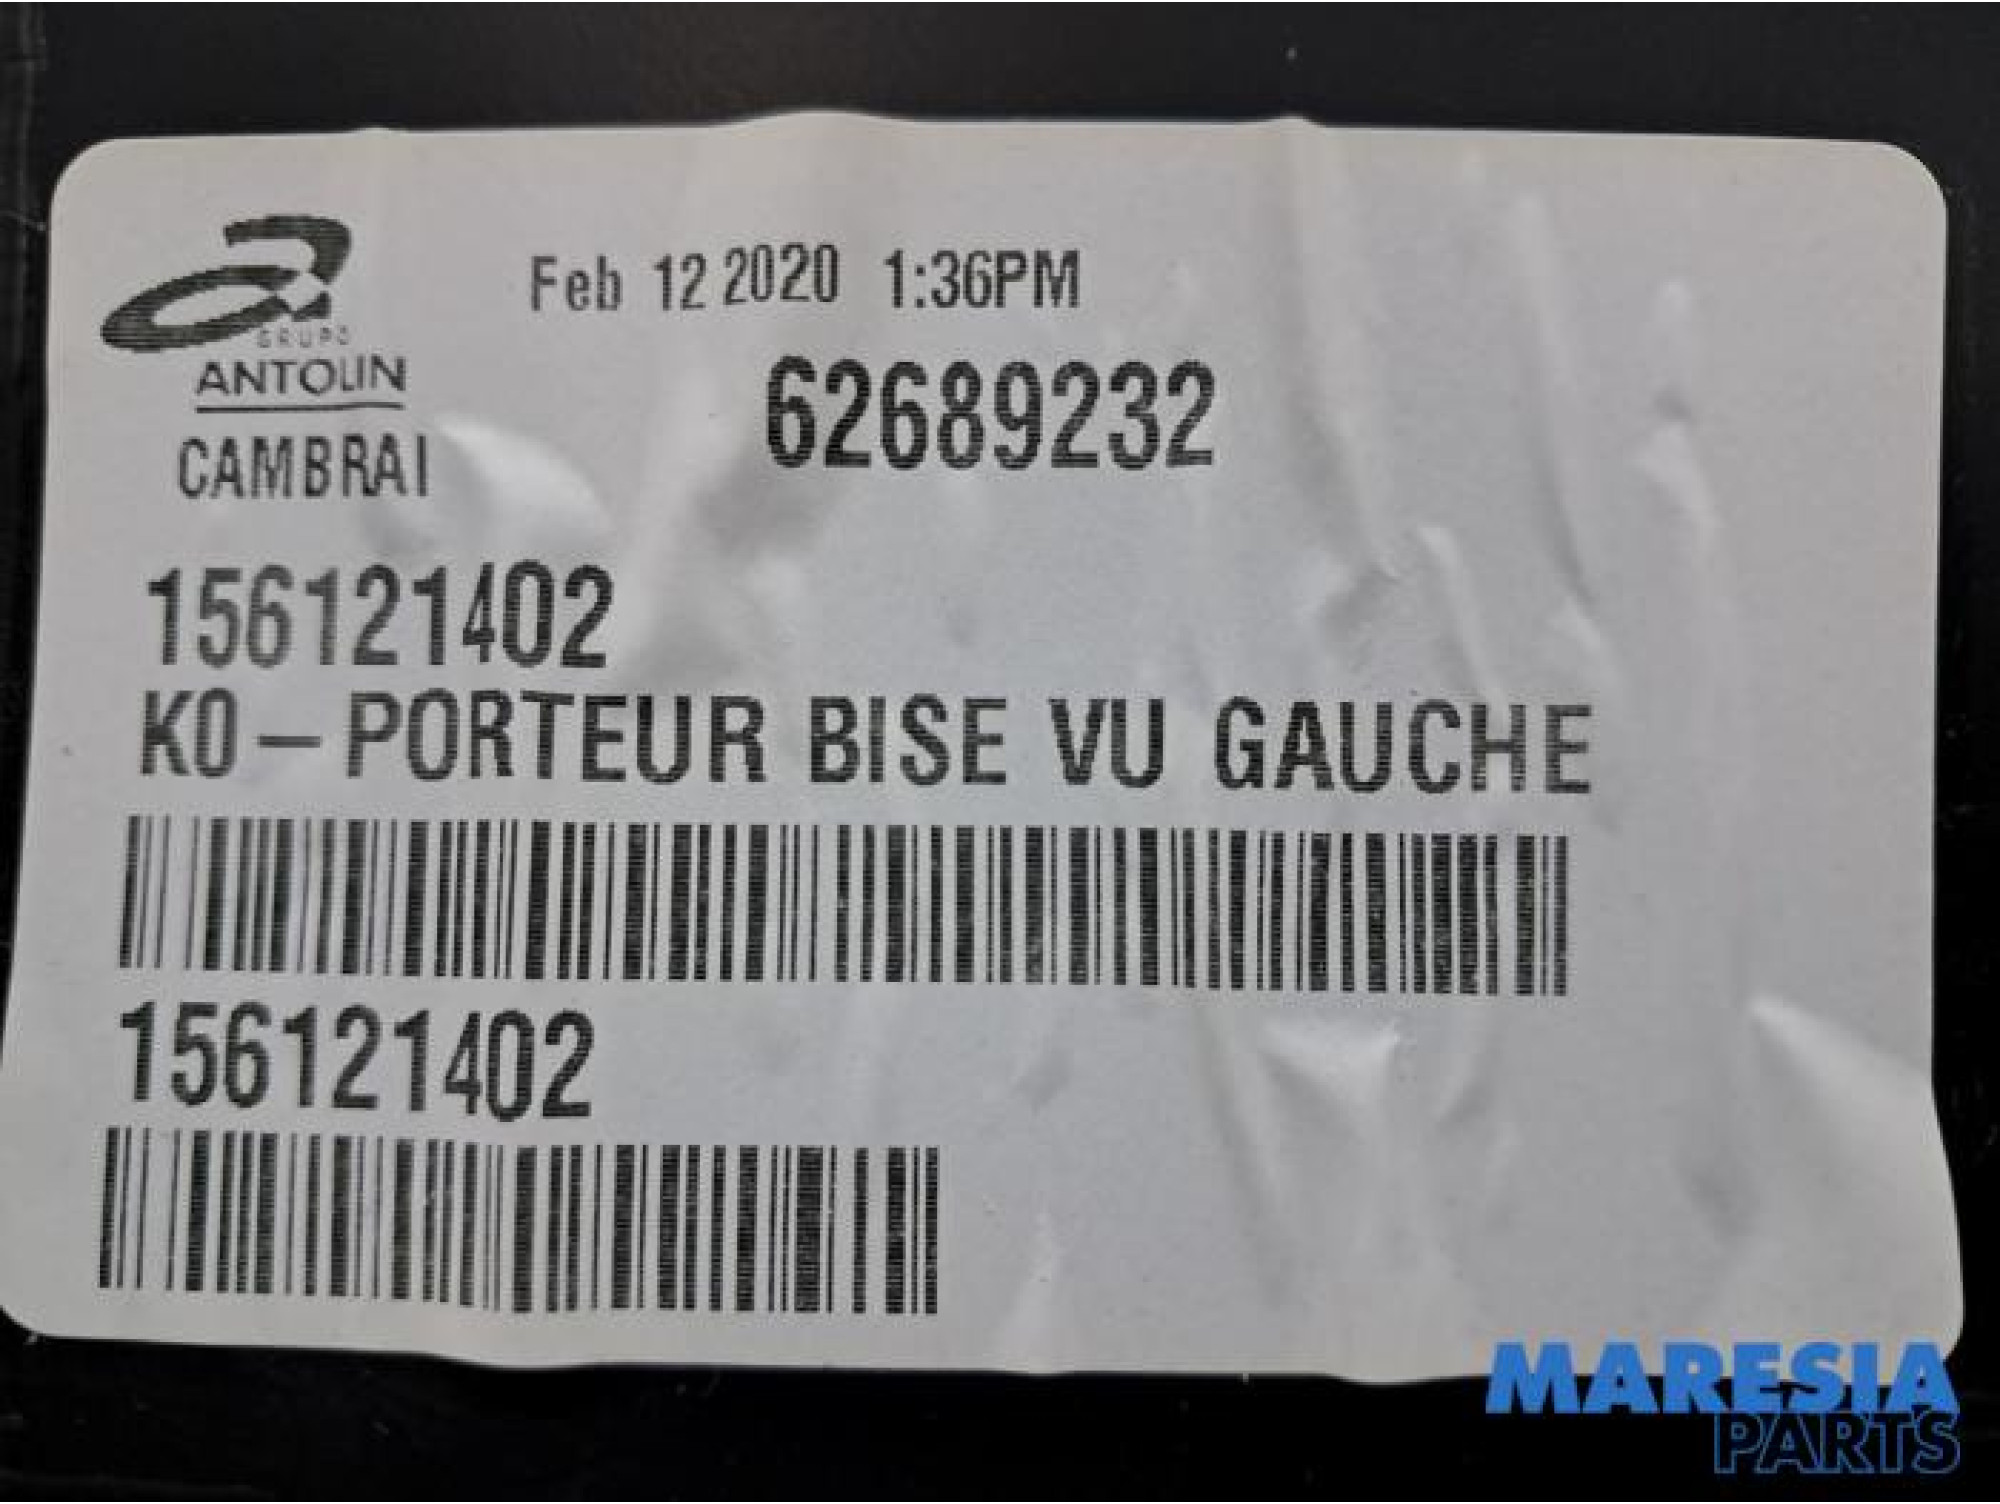 GRUPO
ANTOLIN
CAMBRAI
Feb 12 2020 1:36PM
62689232
156121402
K0-PORTEUR BISE VU GAUCHE
156121402
MARESIA
PARTS